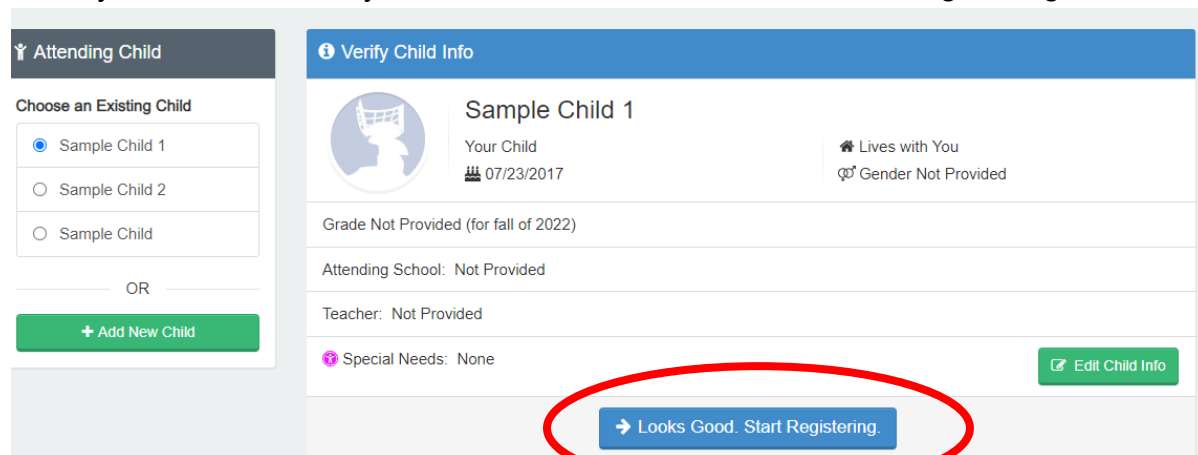 Attending Child
Choose an Existing Child
Sample Child 1
Sample Child 2
Sample Child
OR
+ Add New Child
Verify Child Info
Sample Child 1
Your Child
Lives with You
07/23/2017
Gender Not Provided
Grade Not Provided (for fall of 2022)
Attending School: Not Provided
Teacher: Not Provided
Special Needs: None
Edit Child Info
Looks Good. Start Registering.